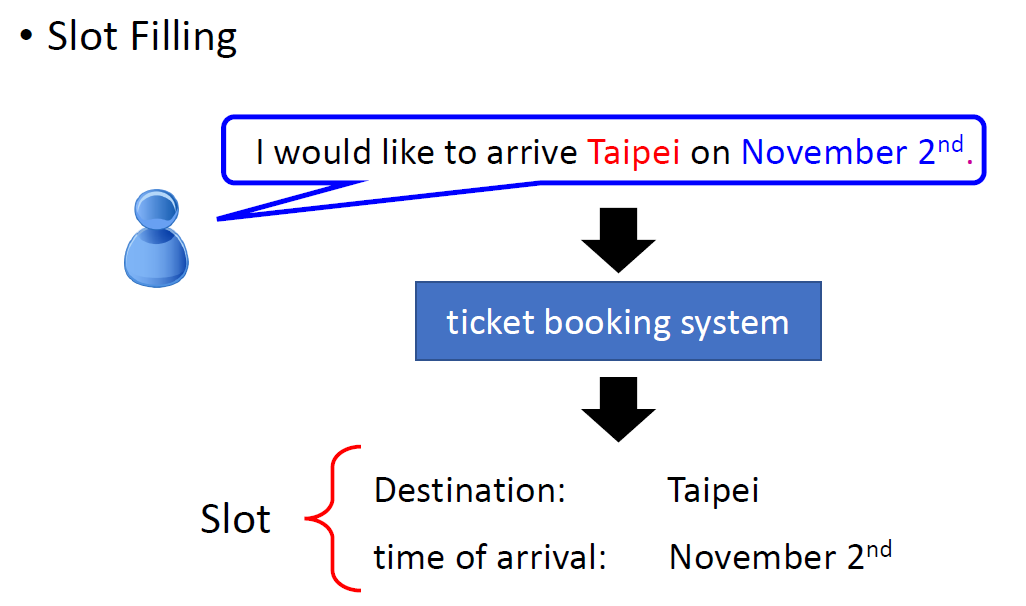 • Slot Filling
I would like to arrive Taipei on November 2nd.
ticket booking system
Slot
Destination: Taipei
time of arrival: November 2nd